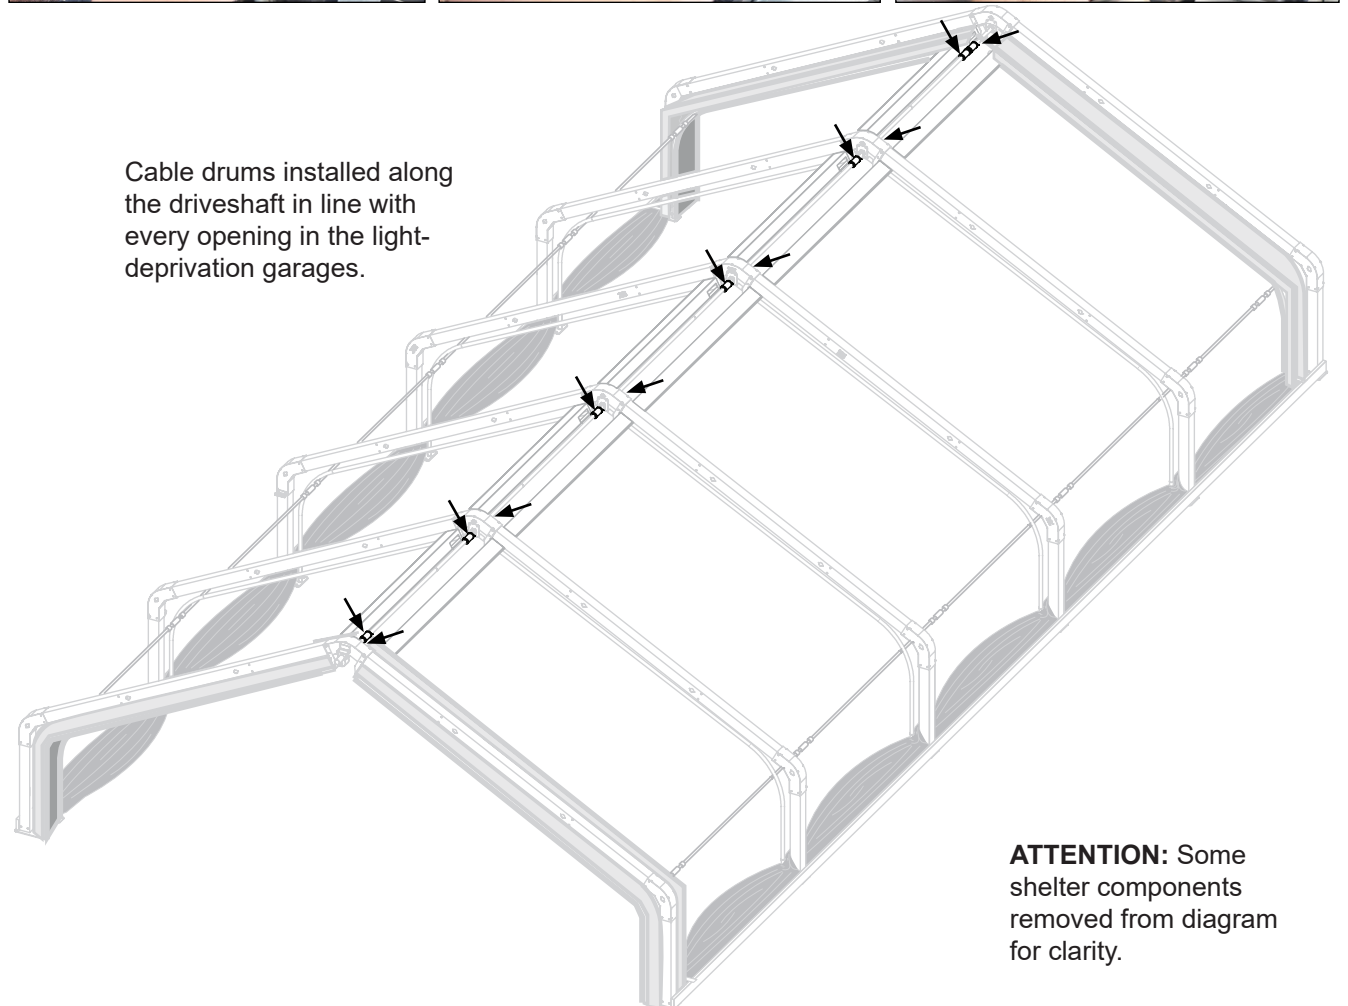 Cable drums installed along
the driveshaft in line with
every opening in the light-
deprivation garages.
ATTENTION: Some
shelter components
removed from diagram
for clarity.